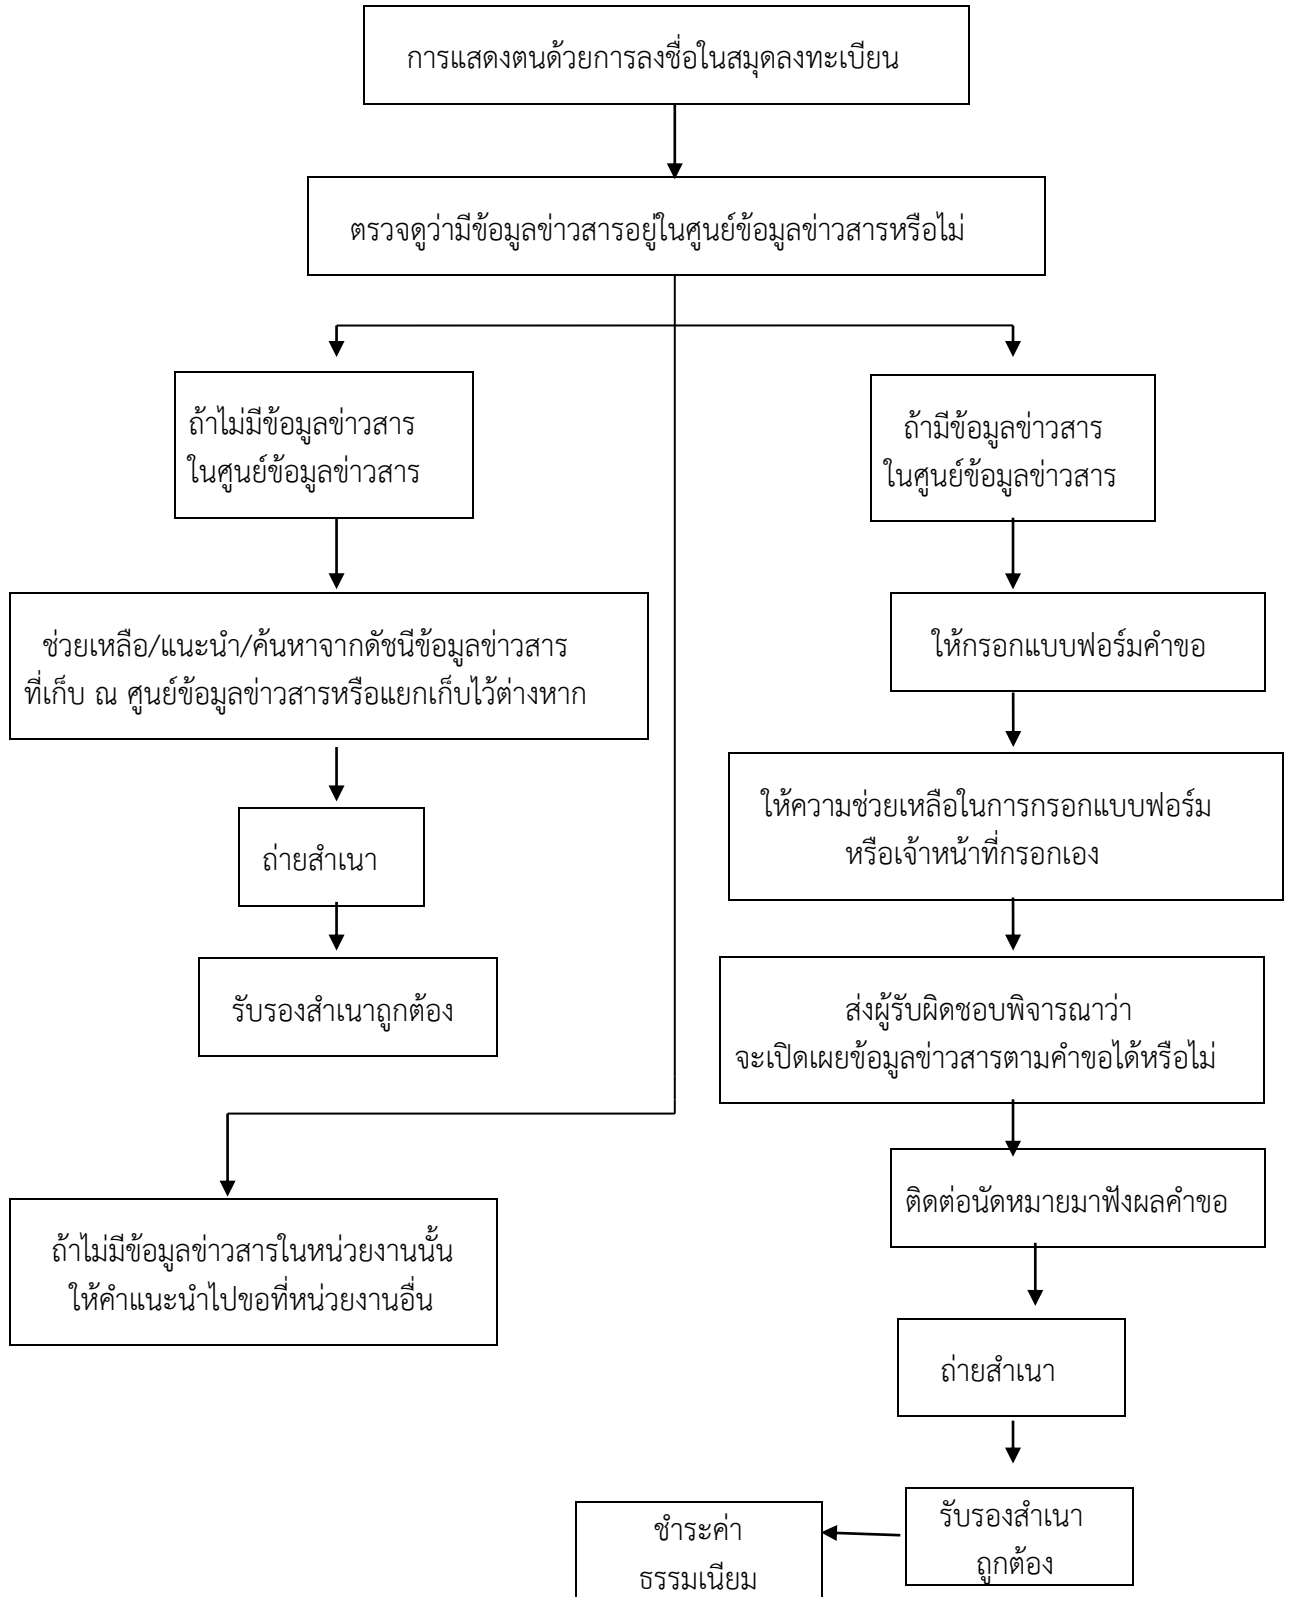 การแสดงตนด้วยการลงชื่อในสมุดลงทะเบียน
ตรวจดูว่ามีข้อมูลข่าวสารอยู่ในศูนย์ข้อมูลข่าวสารหรือไม่
ถ้าไม่มีข้อมูลข่าวสาร
ในศูนย์ข้อมูลข่าวสาร
ช่วยเหลือ/แนะนำ/ค้นหาจากดัชนีข้อมูลข่าวสาร
ที่เก็บ ณ ศูนย์ข้อมูลข่าวสารหรือแยกเก็บไว้ต่างหาก
ถ่ายสำเนา
รับรองสำเนาถูกต้อง
ถ้าไม่มีข้อมูลข่าวสารในหน่วยงานนั้น
ให้คำแนะนำไปขอที่หน่วยงานอื่น
ถ้ามีข้อมูลข่าวสาร
ในศูนย์ข้อมูลข่าวสาร
ให้กรอกแบบฟอร์มคำขอ
ให้ความช่วยเหลือในการกรอกแบบฟอร์ม
หรือเจ้าหน้าที่กรอกเอง
ส่งผู้รับผิดชอบพิจารณาว่า
จะเปิดเผยข้อมูลข่าวสารตามคำขอได้หรือไม่
ติดต่อนัดหมายมาฟังผลคำขอ
ถ่ายสำเนา
รับรองสำเนา
ถูกต้อง
ชำระค่า
ธรรมเนียม